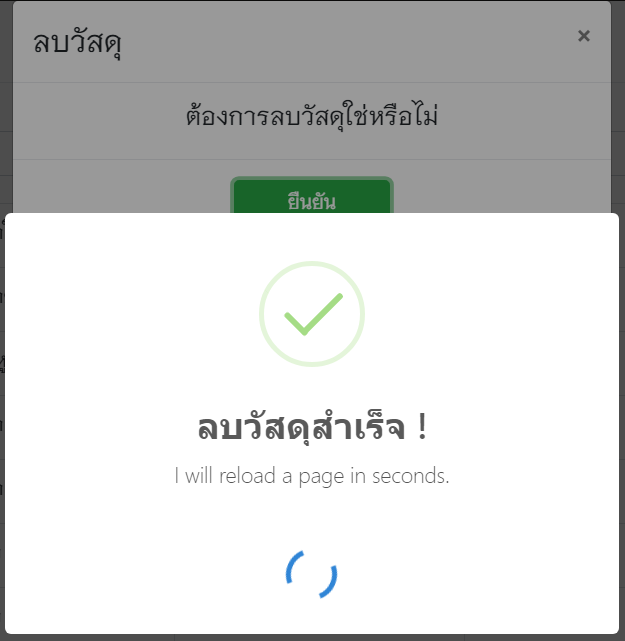 ลบวัสดุ
×
ต้องการลบวัสดุใช่หรือไม่
ยืนยัน
ลบวัสดุสำเร็จ !
I will reload a page in seconds.